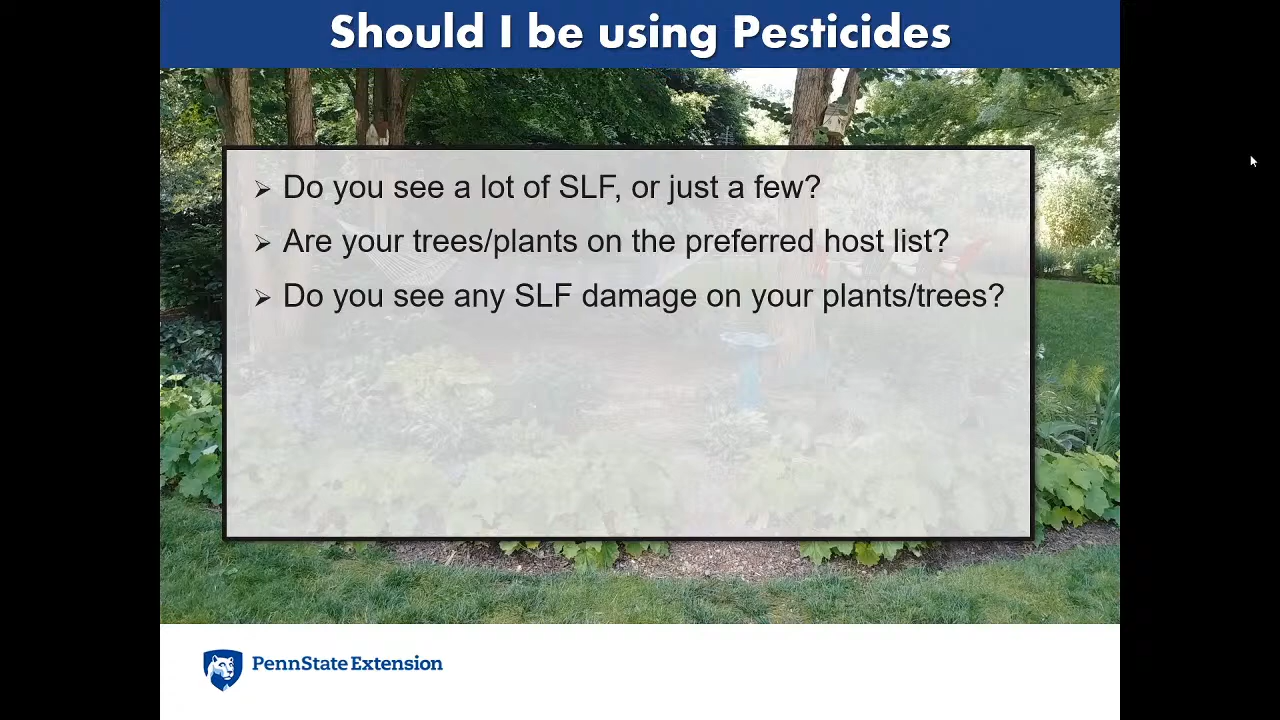 Should I be using Pesticides
Do you see a lot of SLF, or just a few?
Are your trees/plants on the preferred host list?
Do you see any SLF damage on your plants/trees?
PennState Extension